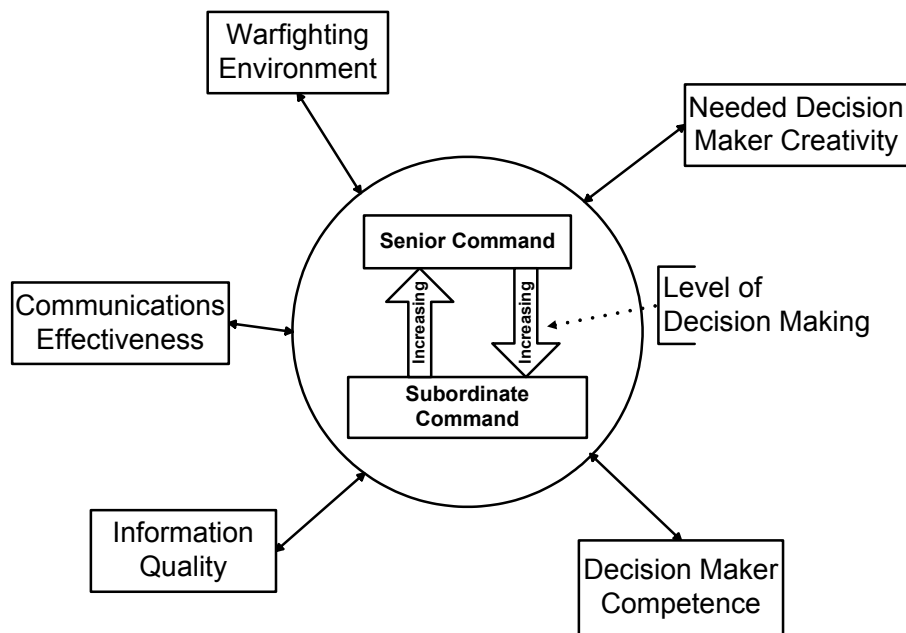 Warfighting
Environment
Needed Decision
Maker Creativity
Senior Command
Communications
Effectiveness
Increasing
Increasing
Level of
Decision Making
Subordinate
Command
Information
Quality
Decision Maker
Competence